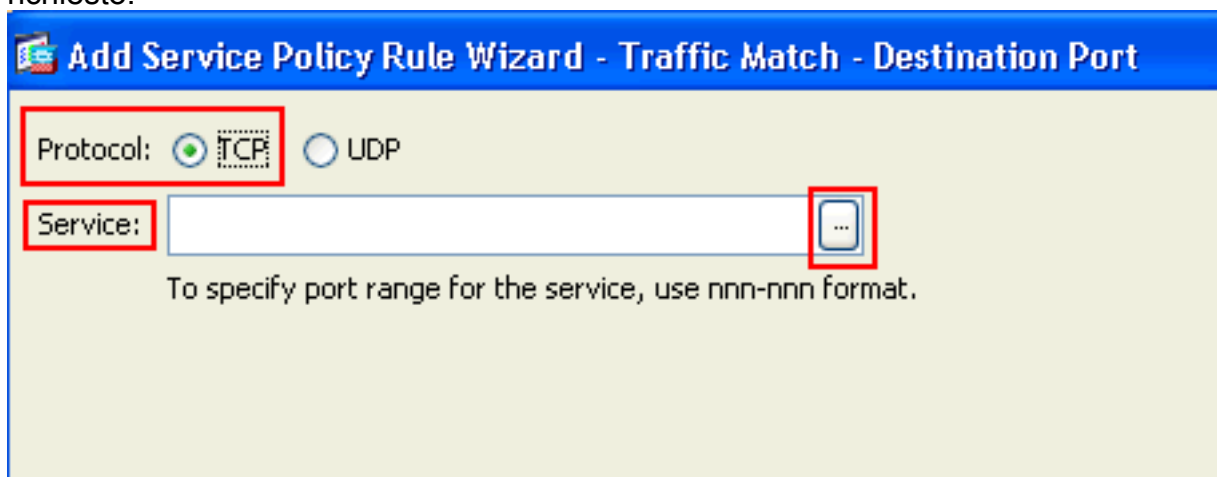 richiesto.
Add Service Policy Rule Wizard - Traffic Match - Destination Port
Protocol: TCP UDP
Service: ...
To specify port range for the service, use nnn-nnn format.